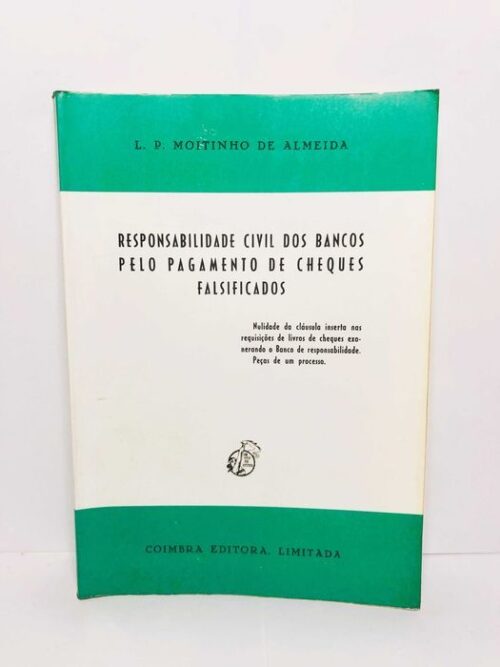 L. P. MOITINHO DE ALMEIDA
RESPONSABILIDADE CIVIL DOS BANCOS
PELO PAGAMENTO DE CHEQUES
FALSIFICADOS
Nulidade da cláusula inserta nas
requisições de livros de cheques exo-
nerando o Banco de responsabilidade.
Peças de um processo.
COIMBRA EDITORA, LIMITADA